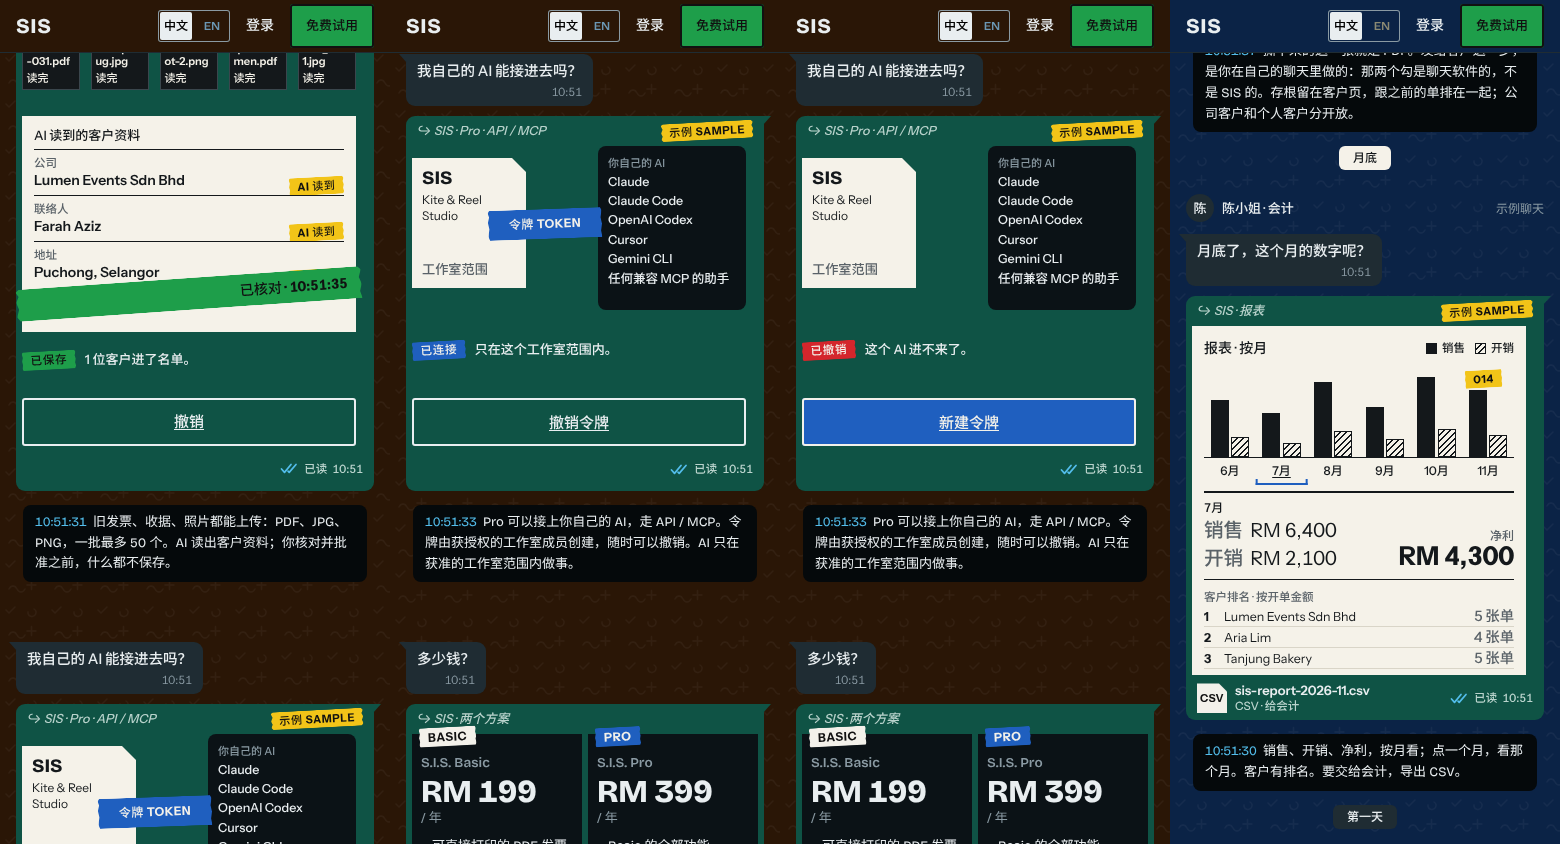 SIS
中文
EN
登录
免费试用
-031.pdf
读完
ug.jpg
读完
ot-2.png
读完
men.pdf
读完
1.jpg
读完
AI 读到的客户资料
公司
Lumen Events Sdn Bhd
AI 读到
联络人
Farah Aziz
AI 读到
地址
Puchong, Selangor
已核对·10:51:35
已保存
1 位客户进了名单。
撤销
已读 10:51
10:51:31 旧发票、收据、照片都能上传：PDF、JPG、
PNG，一批最多 50 个。AI 读出客户资料；你核对并批
准之前，什么都不保存。
我自己的 AI 能接进去吗？
10:51
SIS·Pro·API / MCP
示例 SAMPLE
SIS
Kite & Reel
Studio
令牌 TOKEN
你自己的 AI
Claude
Claude Code
OpenAI Codex
Cursor
SIS
中文
EN
登录
免费试用
我自己的 AI 能接进去吗？
10:51
SIS·Pro·API / MCP
示例 SAMPLE
SIS
Kite & Reel
Studio
工作室范围
令牌 TOKEN
你自己的 AI
Claude
Claude Code
OpenAI Codex
Cursor
Gemini CLI
任何兼容 MCP 的助手
已连接
只在这个工作室范围内。
撤销令牌
已读 10:51
10:51:33 Pro 可以接上你自己的 AI，走 API / MCP。令
牌由获授权的工作室成员创建，随时可以撤销。AI 只在
获准的工作室范围内做事。
多少钱？
10:51
SIS·两个方案
BASIC
S.I.S. Basic
RM 199
/ 年
PRO
S.I.S. Pro
RM 399
/ 年
SIS
中文
EN
登录
免费试用
我自己的 AI 能接进去吗？
10:51
SIS·Pro·API / MCP
示例 SAMPLE
SIS
Kite & Reel
Studio
工作室范围
你自己的 AI
Claude
Claude Code
OpenAI Codex
Cursor
Gemini CLI
任何兼容 MCP 的助手
已撤销
这个 AI 进不来了。
新建令牌
已读 10:51
10:51:33 Pro 可以接上你自己的 AI，走 API / MCP。令
牌由获授权的工作室成员创建，随时可以撤销。AI 只在
获准的工作室范围内做事。
多少钱？
10:51
SIS·两个方案
BASIC
S.I.S. Basic
RM 199
/ 年
PRO
S.I.S. Pro
RM 399
/ 年
SIS
中文
EN
登录
免费试用
是你在自己的聊天里做的：那两个勾是聊天软件的，不
是 SIS 的。存根留在客户页，跟之前的单排在一起；公
司客户和个人客户分开放。
月底
陈
陈小姐·会计
示例聊天
月底了，这个月的数字呢？
10:51
SIS·报表
示例 SAMPLE
报表·按月
销售
开销
014
6月
7月
8月
9月
10月
11月
7月
销售 RM 6,400
开销 RM 2,100
净利
RM 4,300
客户排名·按开单金额
1 Lumen Events Sdn Bhd 5 张单
2 Aria Lim 4 张单
3 Tanjung Bakery 5 张单
CSV
sis-report-2026-11.csv
CSV·给会计
已读 10:51
10:51:30 销售、开销、净利，按月看；点一个月，看那
个月。客户有排名。要交给会计，导出 CSV。
第一天